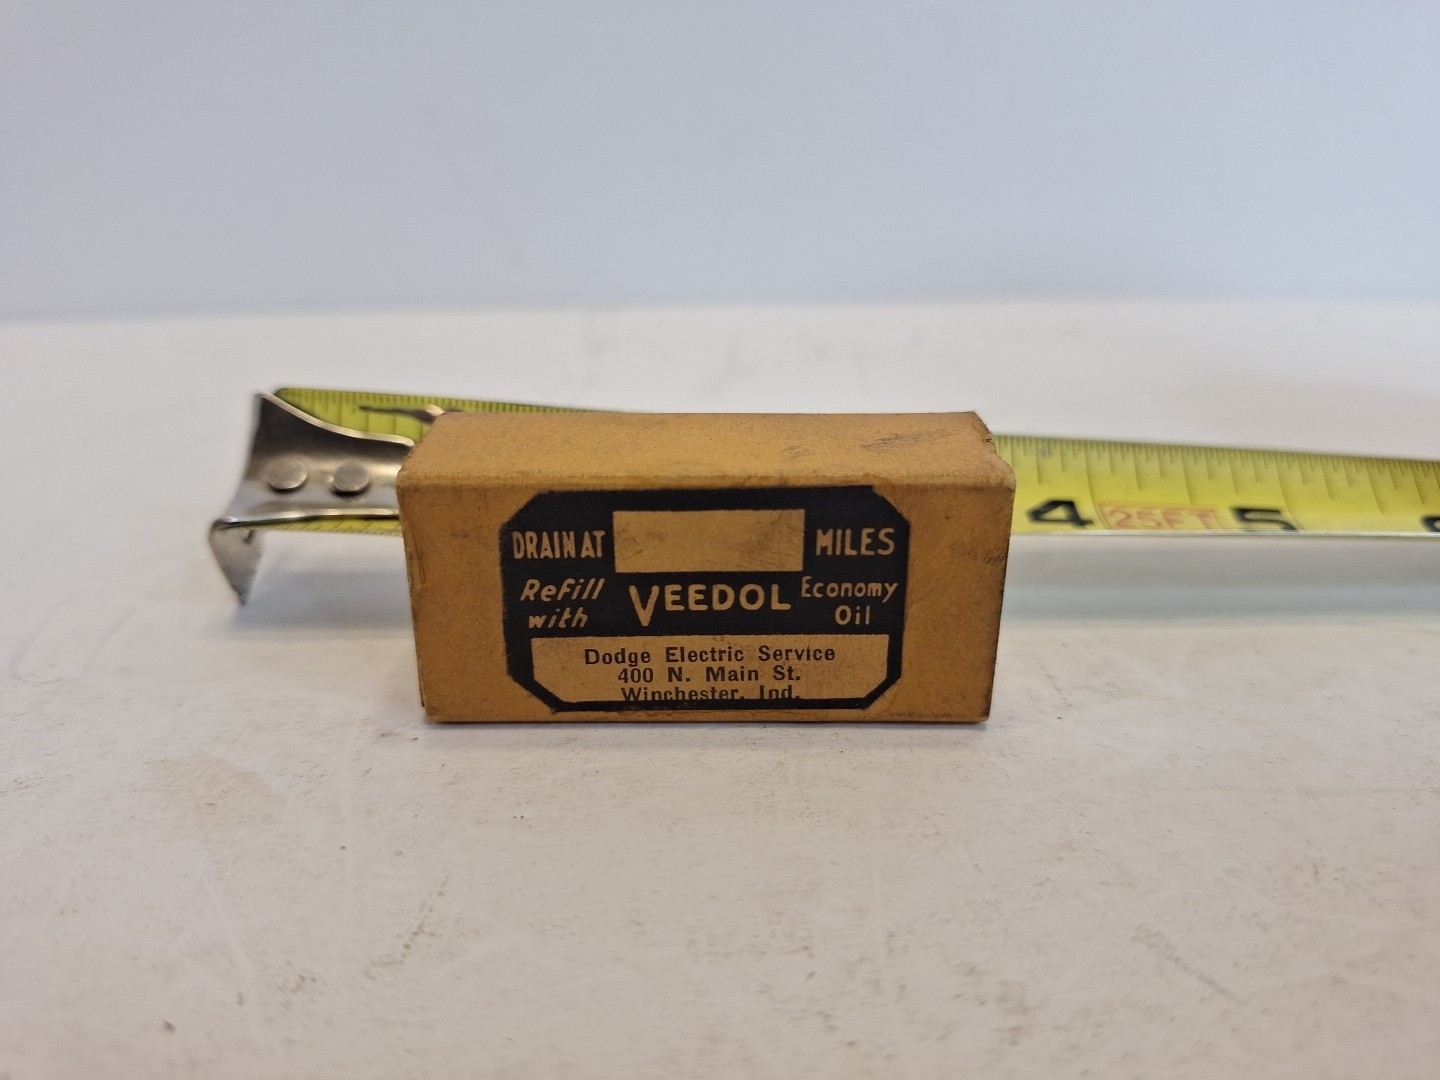 DRAIN AT MILES
Refill with VEEDOL Economy Oil
Dodge Electric Service
400 N. Main St.
Winchester, Ind.
4 25FT 5